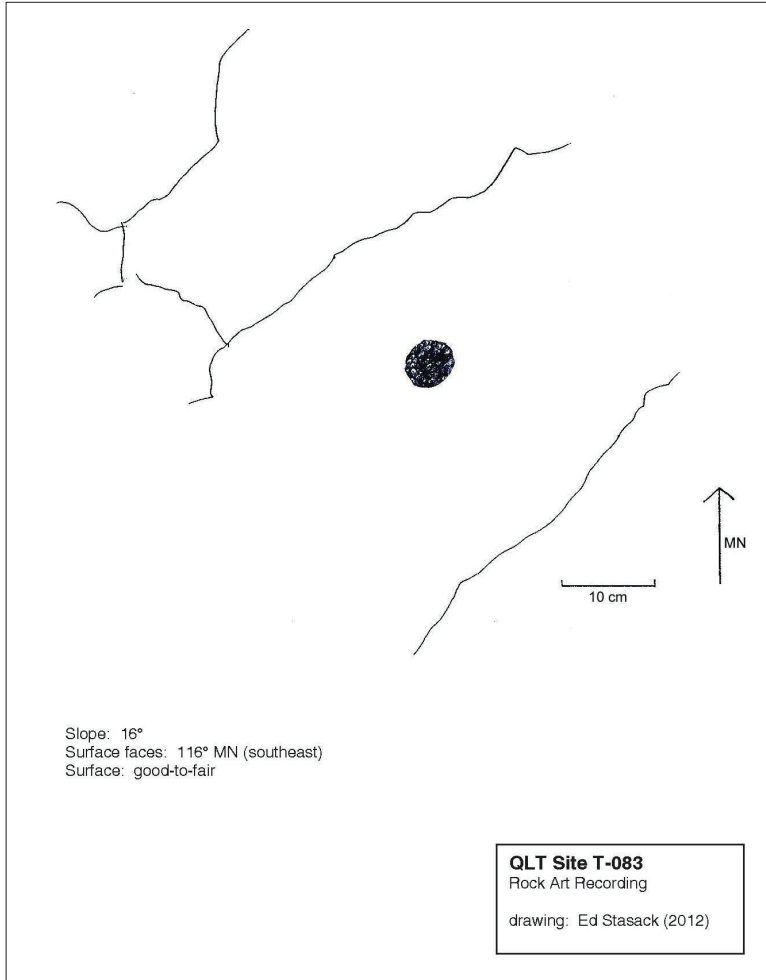 MN
10 cm
Slope: 16°
Surface faces: 116° MN (southeast)
Surface: good-to-fair
QLT Site T-083
Rock Art Recording
drawing: Ed Stasack (2012)